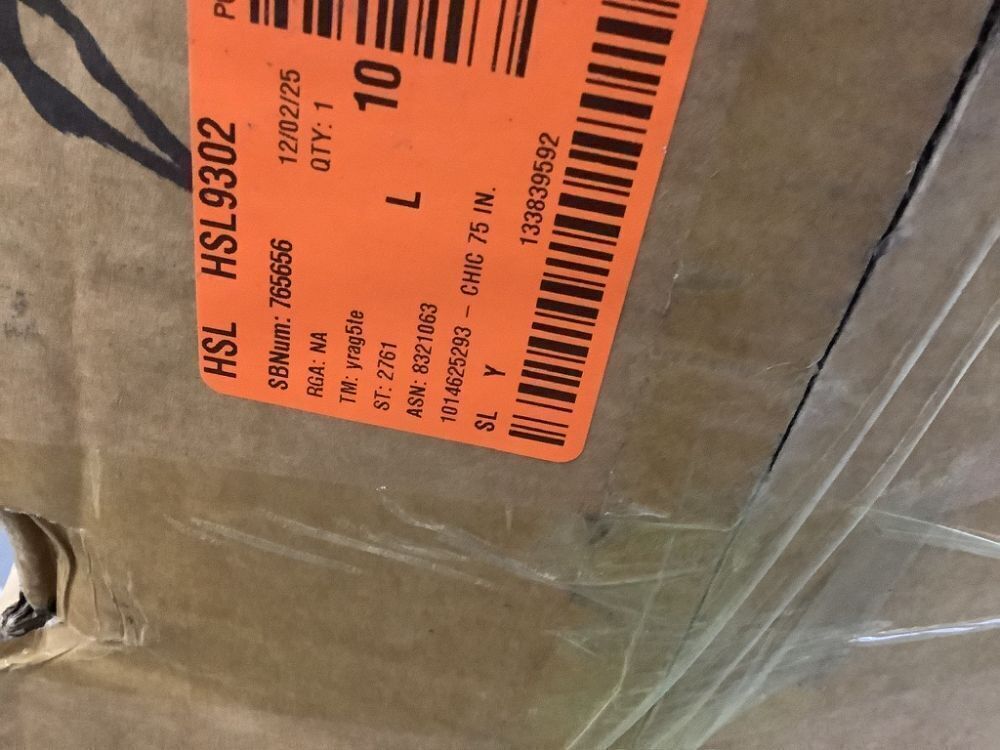 HSL HSL9302
SBNum: 765656 12/02/25
RGA: NA QTY: 1
TM: yrag5te
ST: 2761 10
ASN: 8321063 L
1014625293 - CHIC 75 IN.
SL Y
133839592